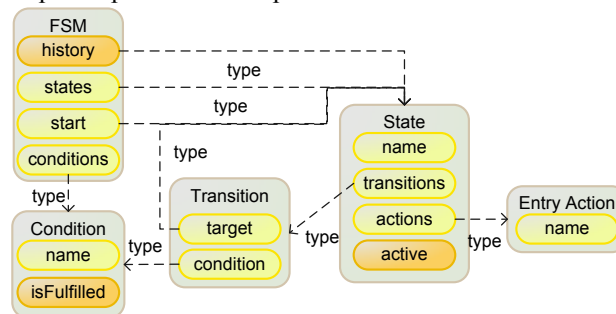 FSM
history
states
start
conditions
type
type
type
type
State
name
transitions
actions
active
Transition
target
condition
type
type
type
Entry Action
name
Condition
name
isFulfilled